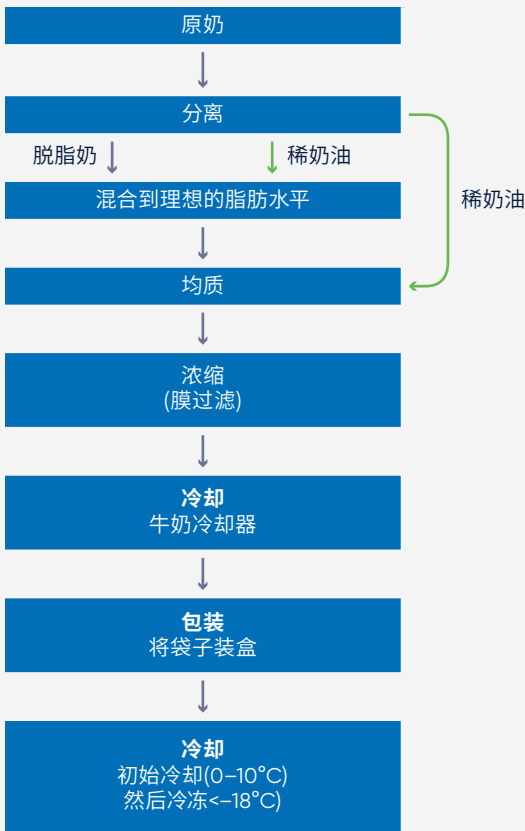 原奶
分离
脱脂奶
稀奶油
混合到理想的脂肪水平
稀奶油
均质
浓缩
(膜过滤)
冷却
牛奶冷却器
包装
将袋子装盒
冷却
初始冷却(0–10°C)
然后冷冻<–18°C)